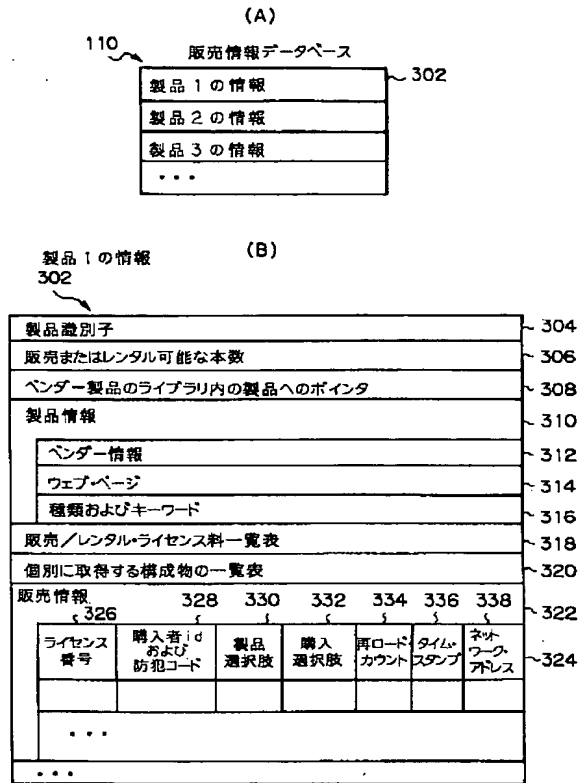 (A)
110
販売情報データベース
製品1の情報
302
製品2の情報
製品3の情報
・・・
(B)
製品1の情報
302
製品識別子
304
販売またはレンタル可能な本数
306
ベンダー製品のライブラリ内の製品へのポインタ
308
製品情報
310
ベンダー情報
312
ウェブ・ページ
314
種類およびキーワード
316
販売/レンタル・ライセンス料一覧表
318
個別に取得する構成物の一覧表
320
販売情報
322
326 328 330 332 334 336 338
ライセンス番号
購入者idおよび防犯コード
製品選択肢
購入選択肢
再ロード・カウント
タイム・スタンプ
ネットワーク・アドレス
324
・・・
・・・